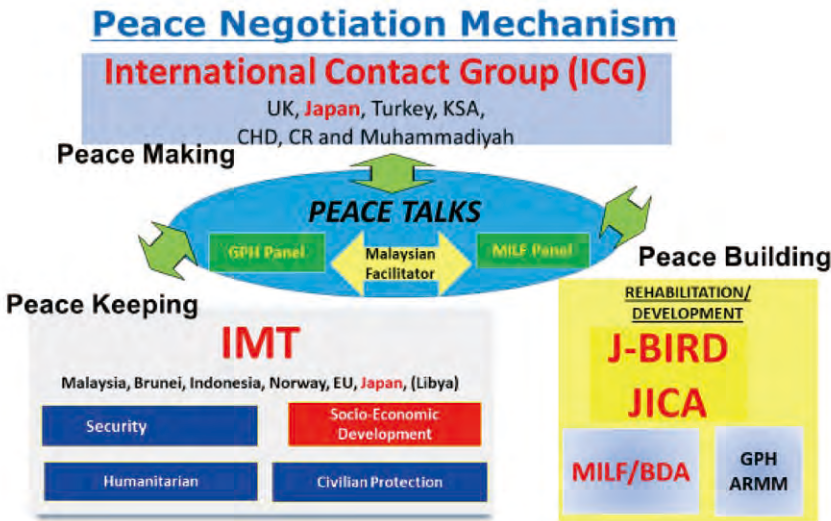 Peace Negotiation Mechanism
International Contact Group (ICG)
UK, Japan, Turkey, KSA,
CHD, CR and Muhammadiyah
Peace Making
PEACE TALKS
GPH Panel
Malaysian
Facilitator
MILF Panel
Peace Building
Peace Keeping
IMT
Malaysia, Brunei, Indonesia, Norway, EU, Japan, (Libya)
Security
Socio-Economic
Development
Humanitarian
Civilian Protection
REHABILITATION/
DEVELOPMENT
J-BIRD
JICA
MILF/BDA
GPH
ARMM